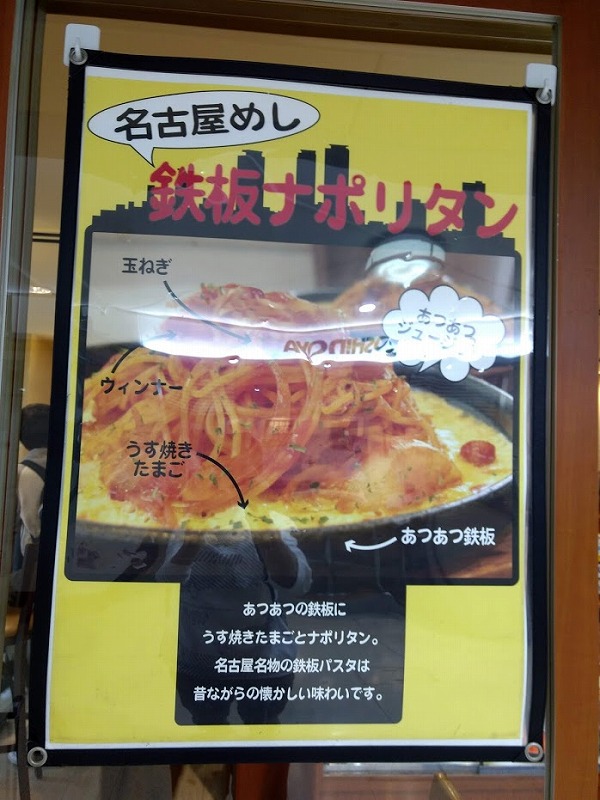 名古屋めし
鉄板ナポリタン
玉ねぎ
あつあつ
ジュージュー
ウィンナー
うす焼き
たまご
あつあつ鉄板
あつあつの鉄板に
うす焼きたまごとナポリタン。
名古屋名物の鉄板パスタは
昔ながらの懐かしい味わいです。